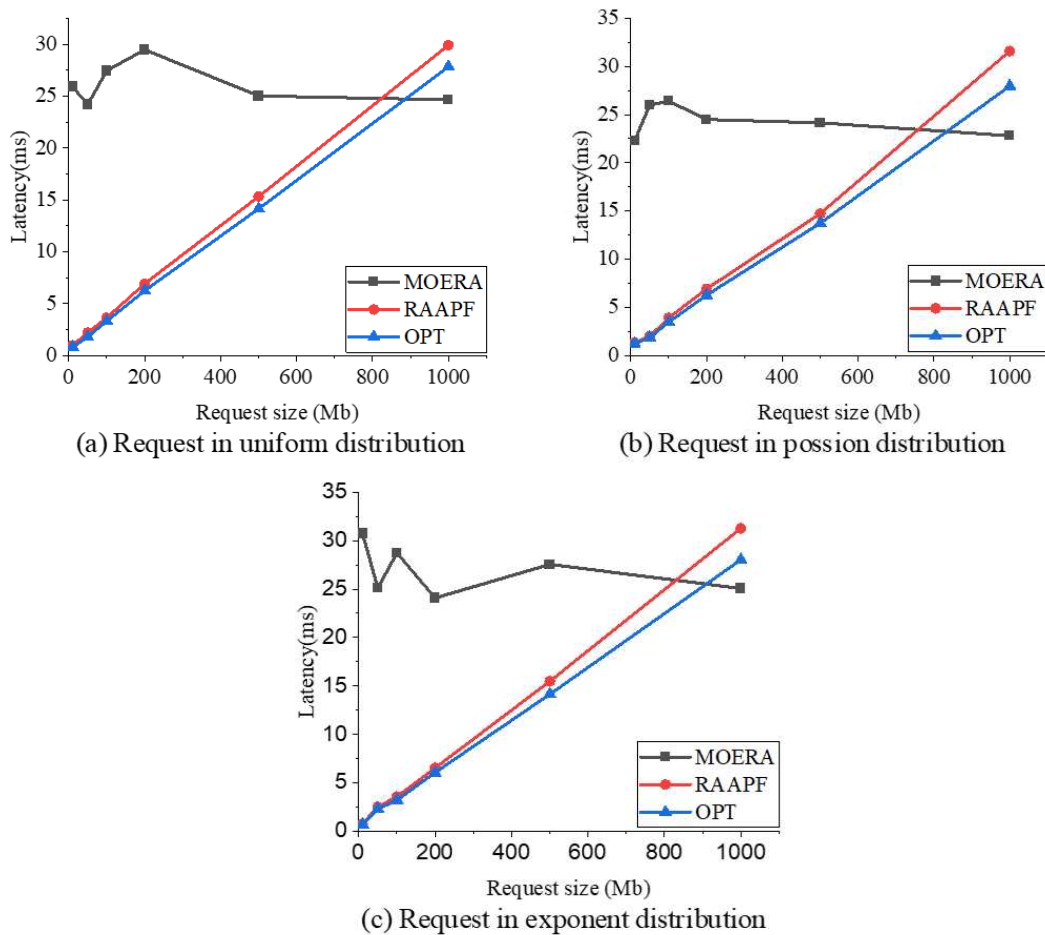 30
25
20
15
10
5
0
Latency(ms)
MOERA
RAAPF
OPT
0 200 400 600 800 1000
Request size (Mb)
(a) Request in uniform distribution
35
30
25
20
15
10
5
0
Latency(ms)
MOERA
RAAPF
OPT
0 200 400 600 800 1000
Request size (Mb)
(b) Request in possion distribution
35
30
25
20
15
10
5
0
Latency(ms)
MOERA
RAAPF
OPT
0 200 400 600 800 1000
Request size (Mb)
(c) Request in exponent distribution